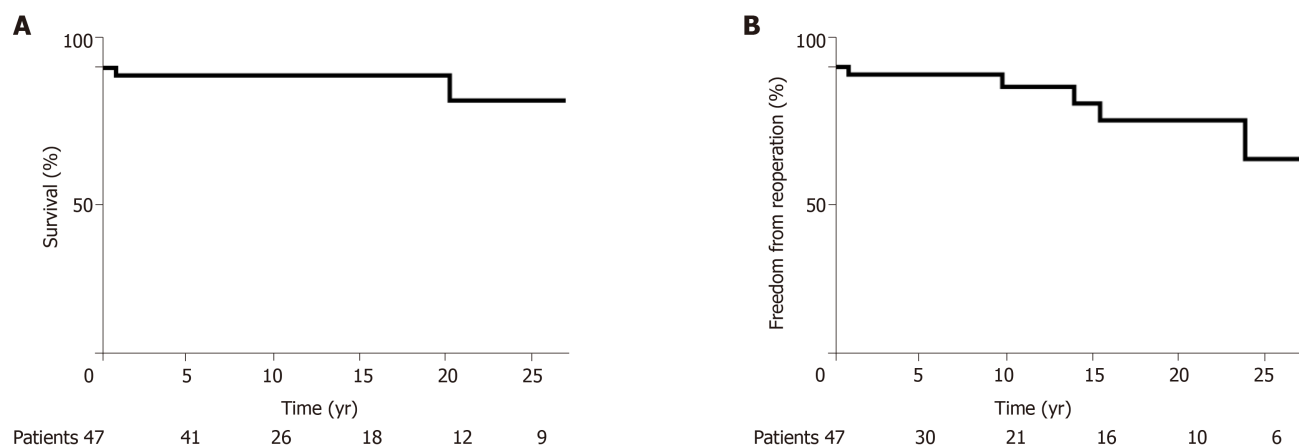 A
100
50
Survival (%)
0 5 10 15 20 25
Time (yr)
Patients 47 41 26 18 12 9
B
100
50
Freedom from reoperation (%)
0 5 10 15 20 25
Time (yr)
Patients 47 30 21 16 10 6